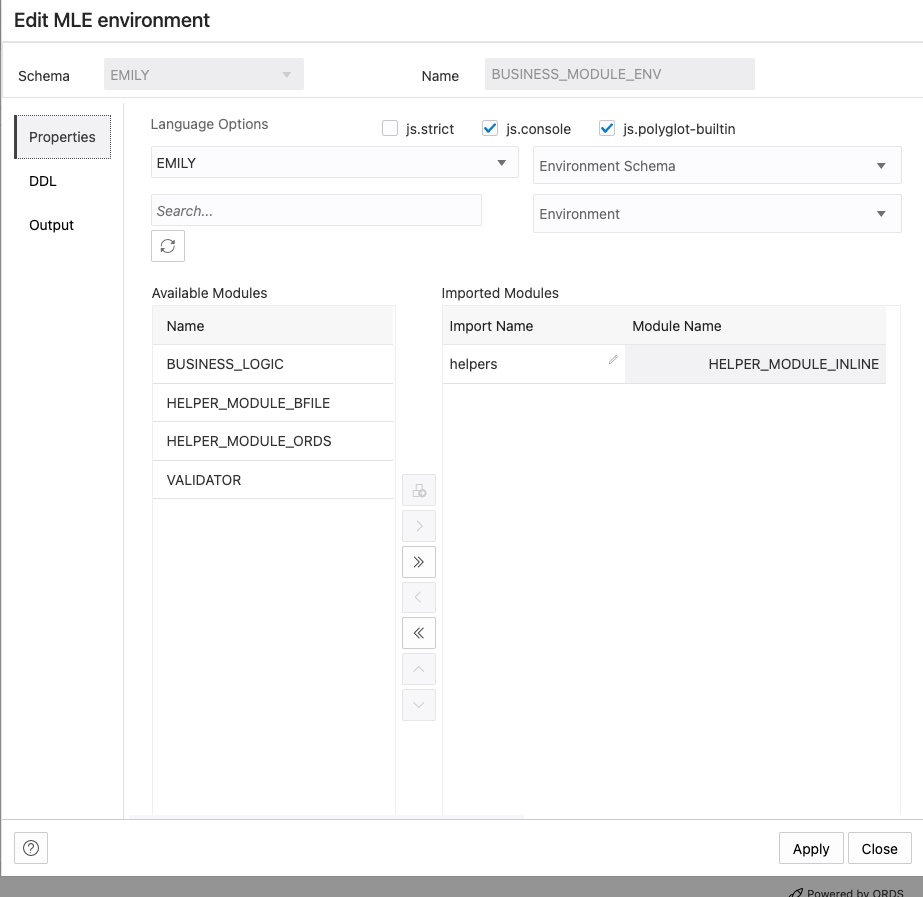 Edit MLE environment
Schema EMILY Name BUSINESS_MODULE_ENV
Properties
DDL
Output
Language Options js.strict js.console js.polyglot-builtin
EMILY Environment Schema
Search... Environment
Available Modules Imported Modules
Name Import Name Module Name
BUSINESS_LOGIC helpers HELPER_MODULE_INLINE
HELPER_MODULE_BFILE
HELPER_MODULE_ORDS
VALIDATOR
Apply Close
Powered by ORDS